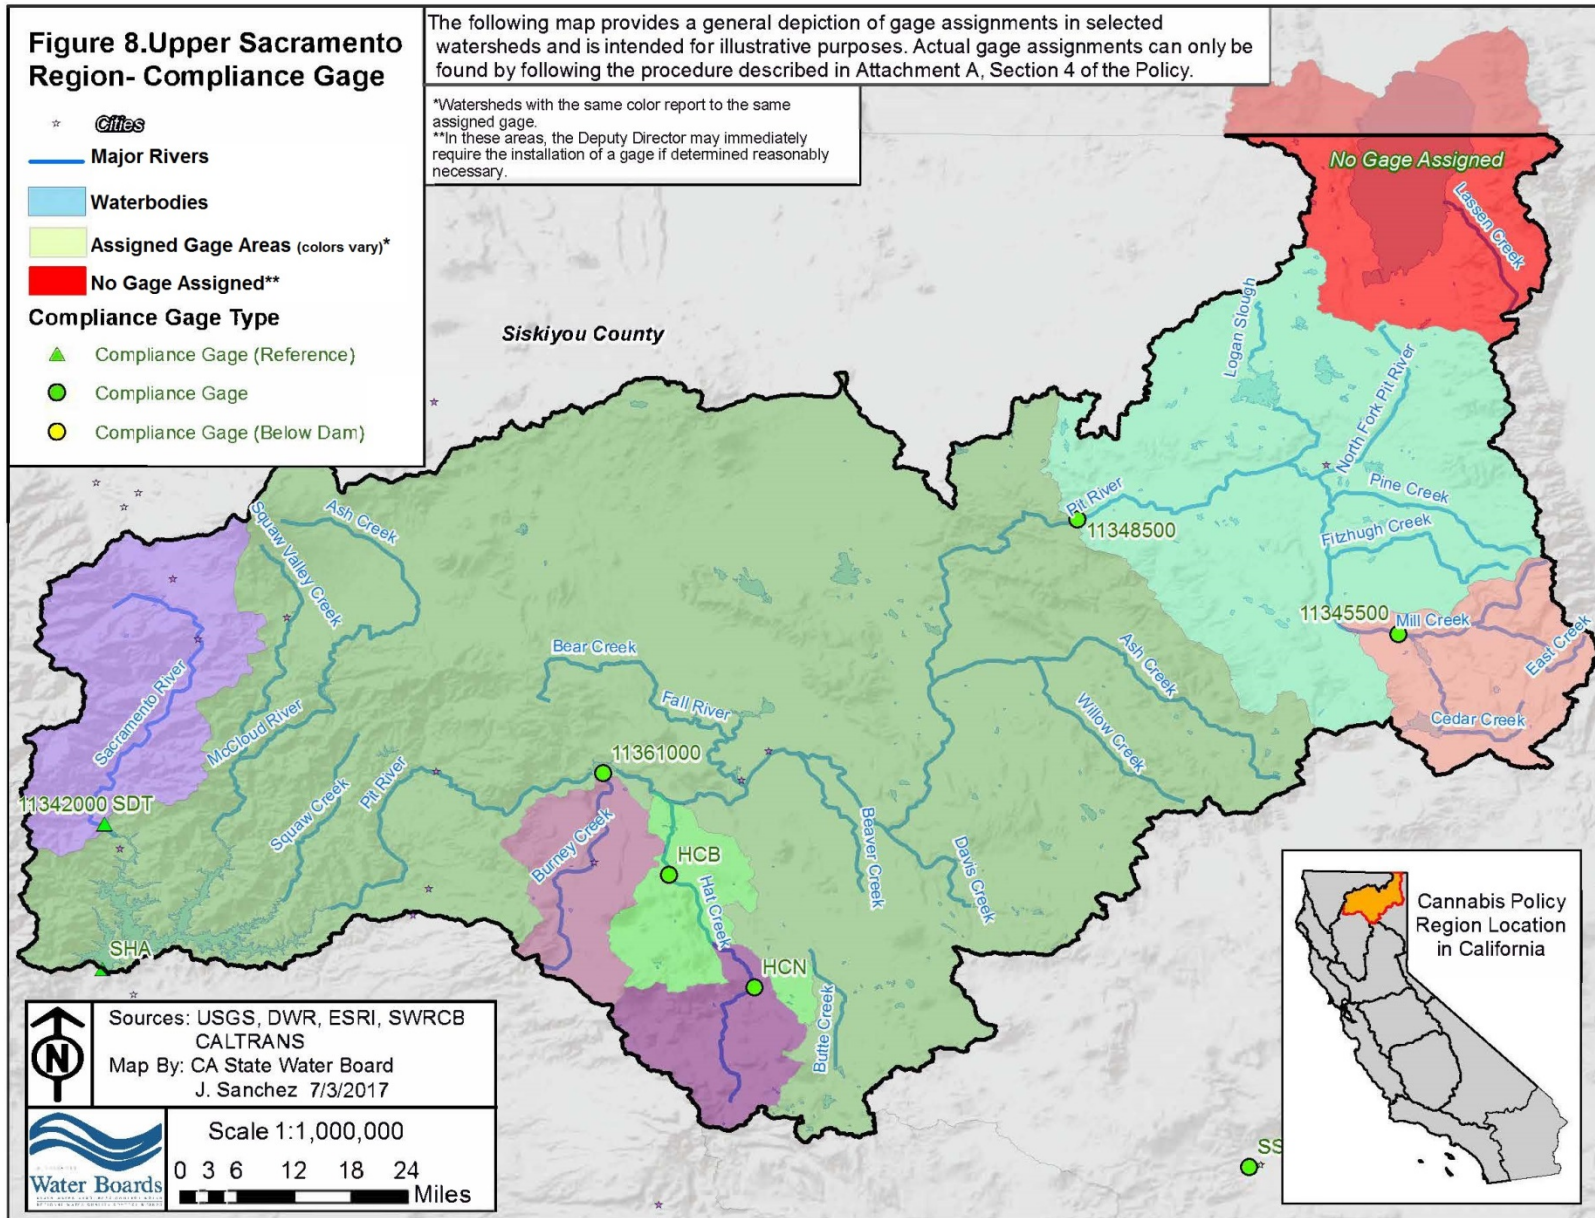 Figure 8.Upper Sacramento
Region- Compliance Gage
Cities
Major Rivers
Waterbodies
Assigned Gage Areas (colors vary)*
No Gage Assigned**
Compliance Gage Type
Compliance Gage (Reference)
Compliance Gage
Compliance Gage (Below Dam)
The following map provides a general depiction of gage assignments in selected
watersheds and is intended for illustrative purposes. Actual gage assignments can only be
found by following the procedure described in Attachment A, Section 4 of the Policy.
*Watersheds with the same color report to the same
assigned gage.
**In these areas, the Deputy Director may immediately
require the installation of a gage if determined reasonably
necessary.
No Gage Assigned
Lassen Creek
Siskiyou County
Logan Slough
North Fork Pit River
Pit River
11348500
Pine Creek
Fitzhugh Creek
11345500
Mill Creek
East Creek
Cedar Creek
Squaw Valley Creek
Ash Creek
Sacramento River
McCloud River
Squaw Creek
Pit River
11342000 SDT
SHA
Bear Creek
Fall River
11361000
Burney Creek
HCB
Hat Creek
HCN
Beaver Creek
Davis Creek
Butte Creek
Ash Creek
Willow Creek
SS
Cannabis Policy
Region Location
in California
N
Sources: USGS, DWR, ESRI, SWRCB
CALTRANS
Map By: CA State Water Board
J. Sanchez 7/3/2017
Water Boards
Scale 1:1,000,000
0 3 6 12 18 24
Miles